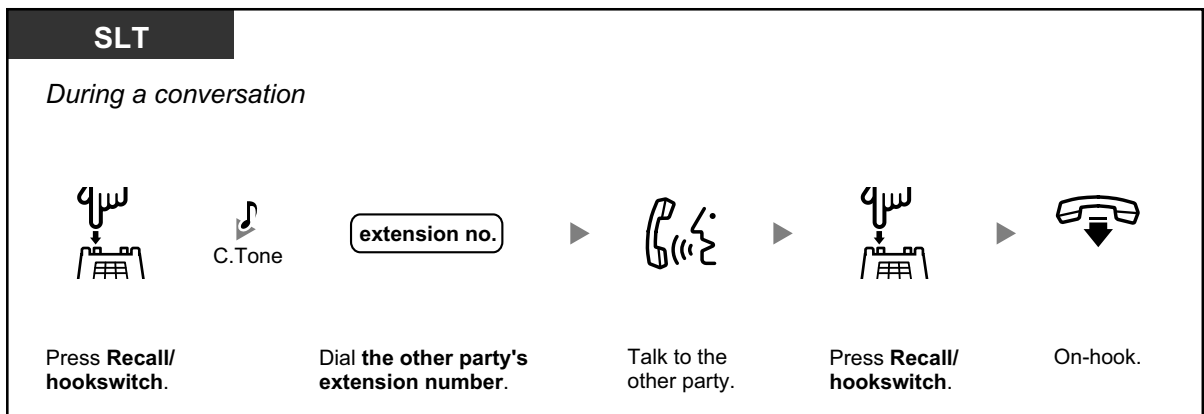 SLT
During a conversation
C.Tone
extension no.
Press Recall/
hookswitch.
Dial the other party's
extension number.
Talk to the
other party.
Press Recall/
hookswitch.
On-hook.